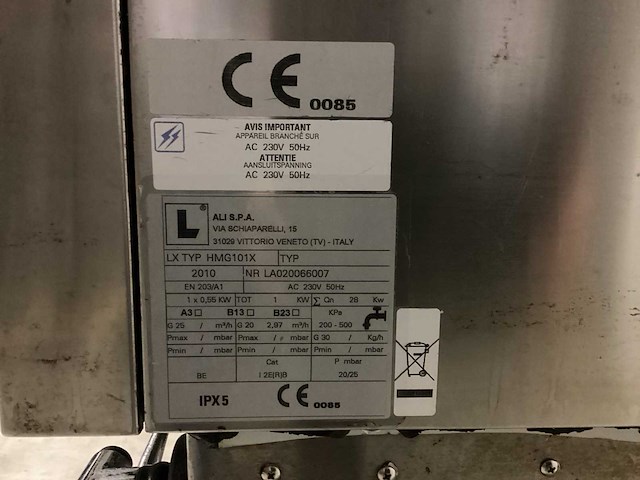 CE 0085
AVIS IMPORTANT
APPAREIL BRANCHÉ SUR
AC 230V 50Hz
ATTENTIE
AANSLUITSPANNING
AC 230V 50Hz
L® ALI S.P.A.
VIA SCHIAPARELLI, 15
31029 VITTORIO VENETO (TV) - ITALY
LX TYP HMG101X TYP
2010 NR LA020066007
EN 203/A1 AC 230V 50Hz
1 x 0,55 KW TOT 1 KW Σ Qn 28 Kw
A3 □ B13 □ B23 □ KPa
G 25 / m³/h G 20 2,97 m³/h 200 - 500
Pmax / mbar Pmax / mbar G 30 / Kg/h
Pmin / mbar Pmin / mbar Pmin / mbar
Cat P mbar
BE I 2E(R)B 20/25
IPX5 CE 0085